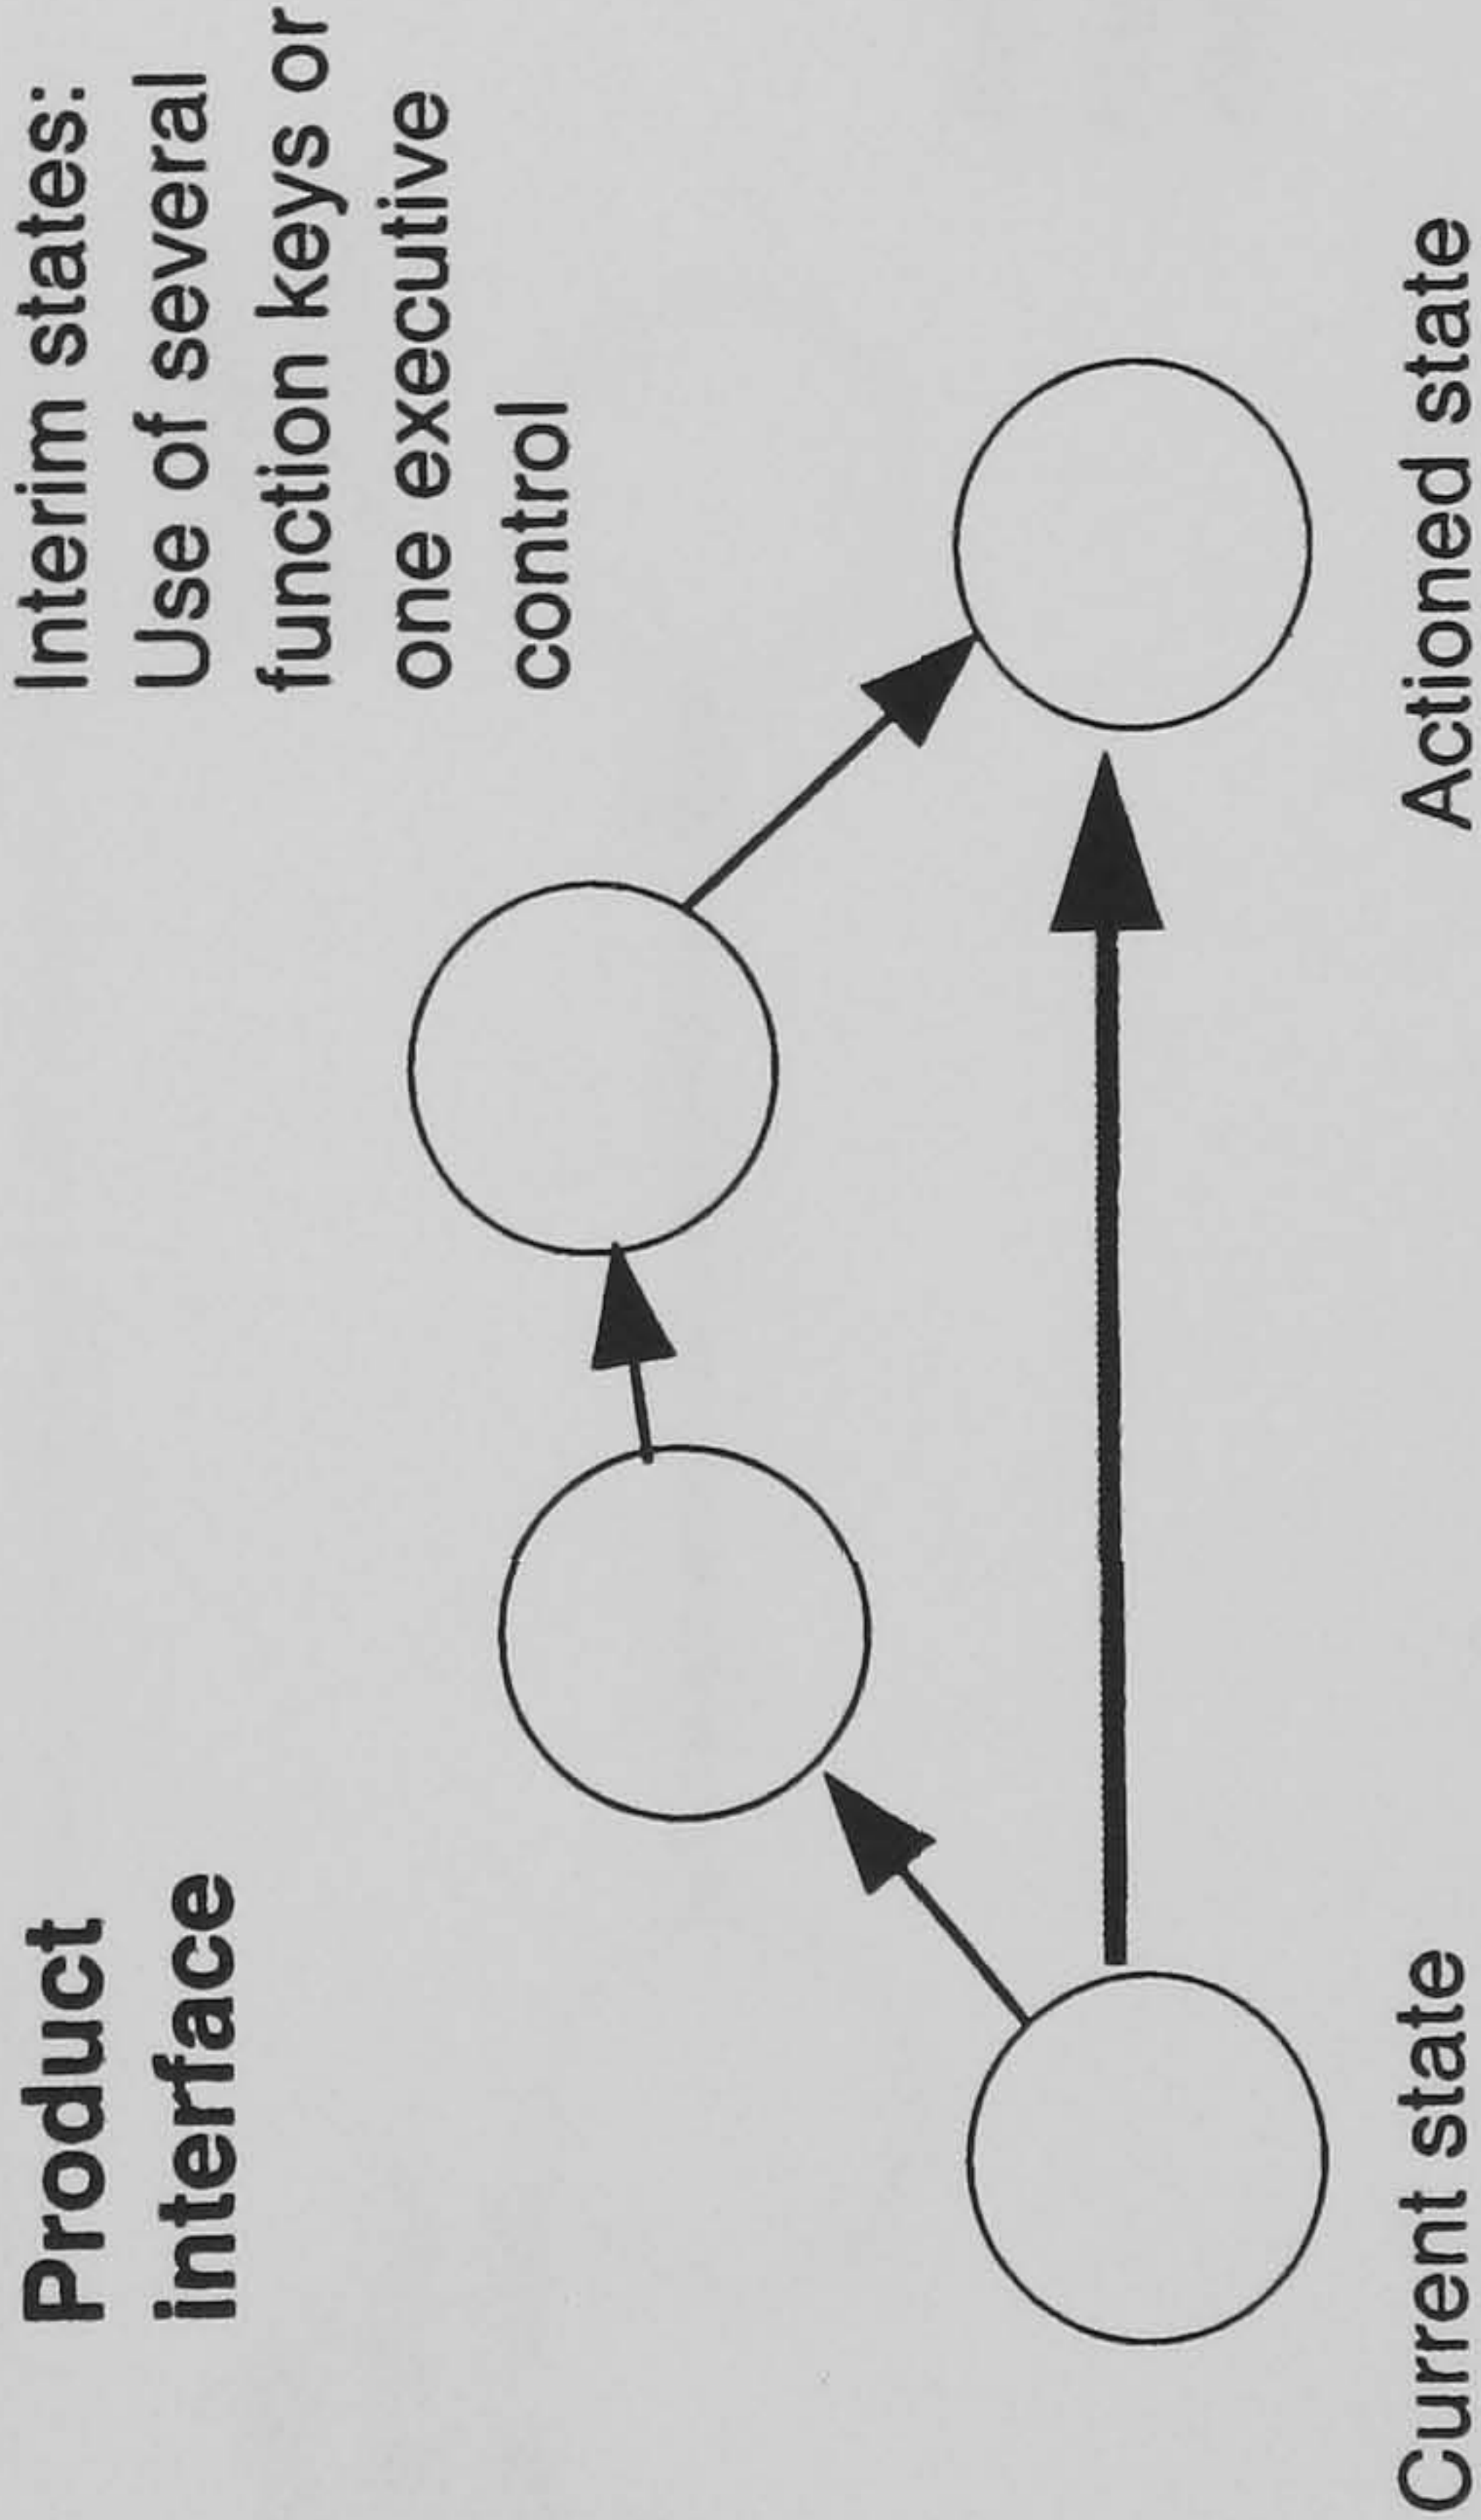 Product
interface
Interim states:
Use of several
function keys or
one executive
control
Current state
Actioned state